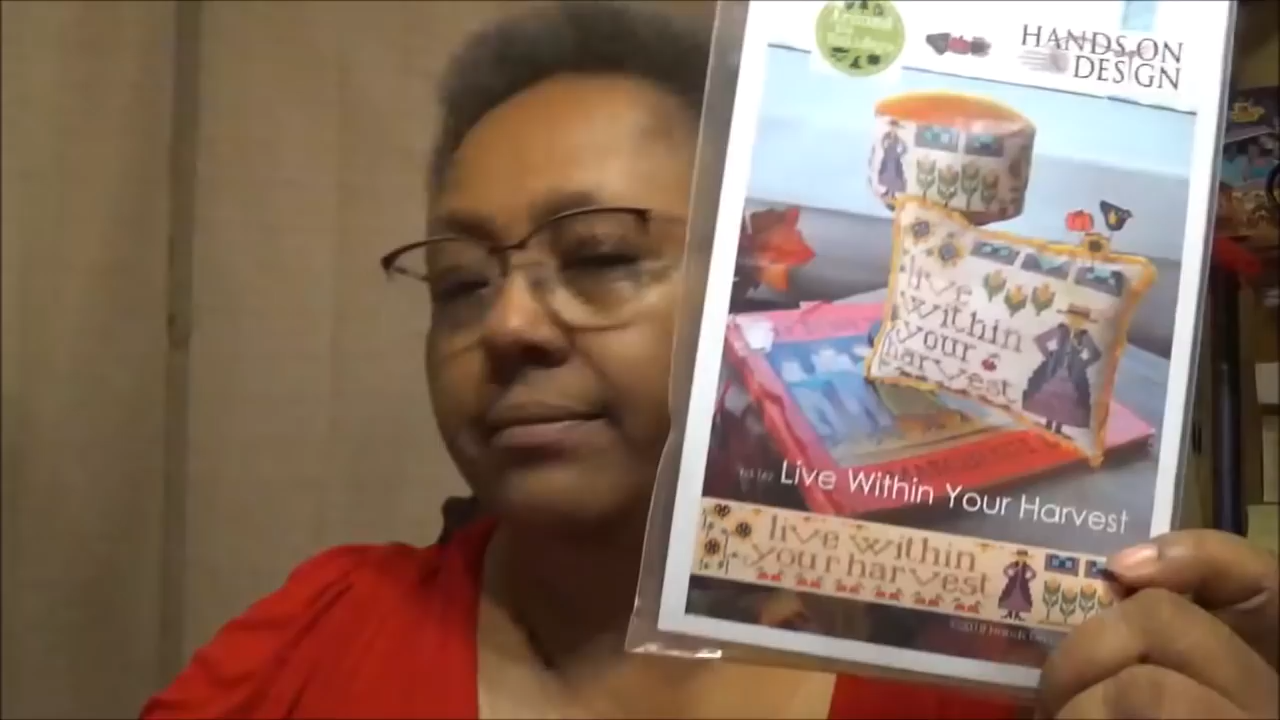 HANDS ON
DESIGN
live
within
your
harvest
Live Within Your Harvest
live within
your harvest